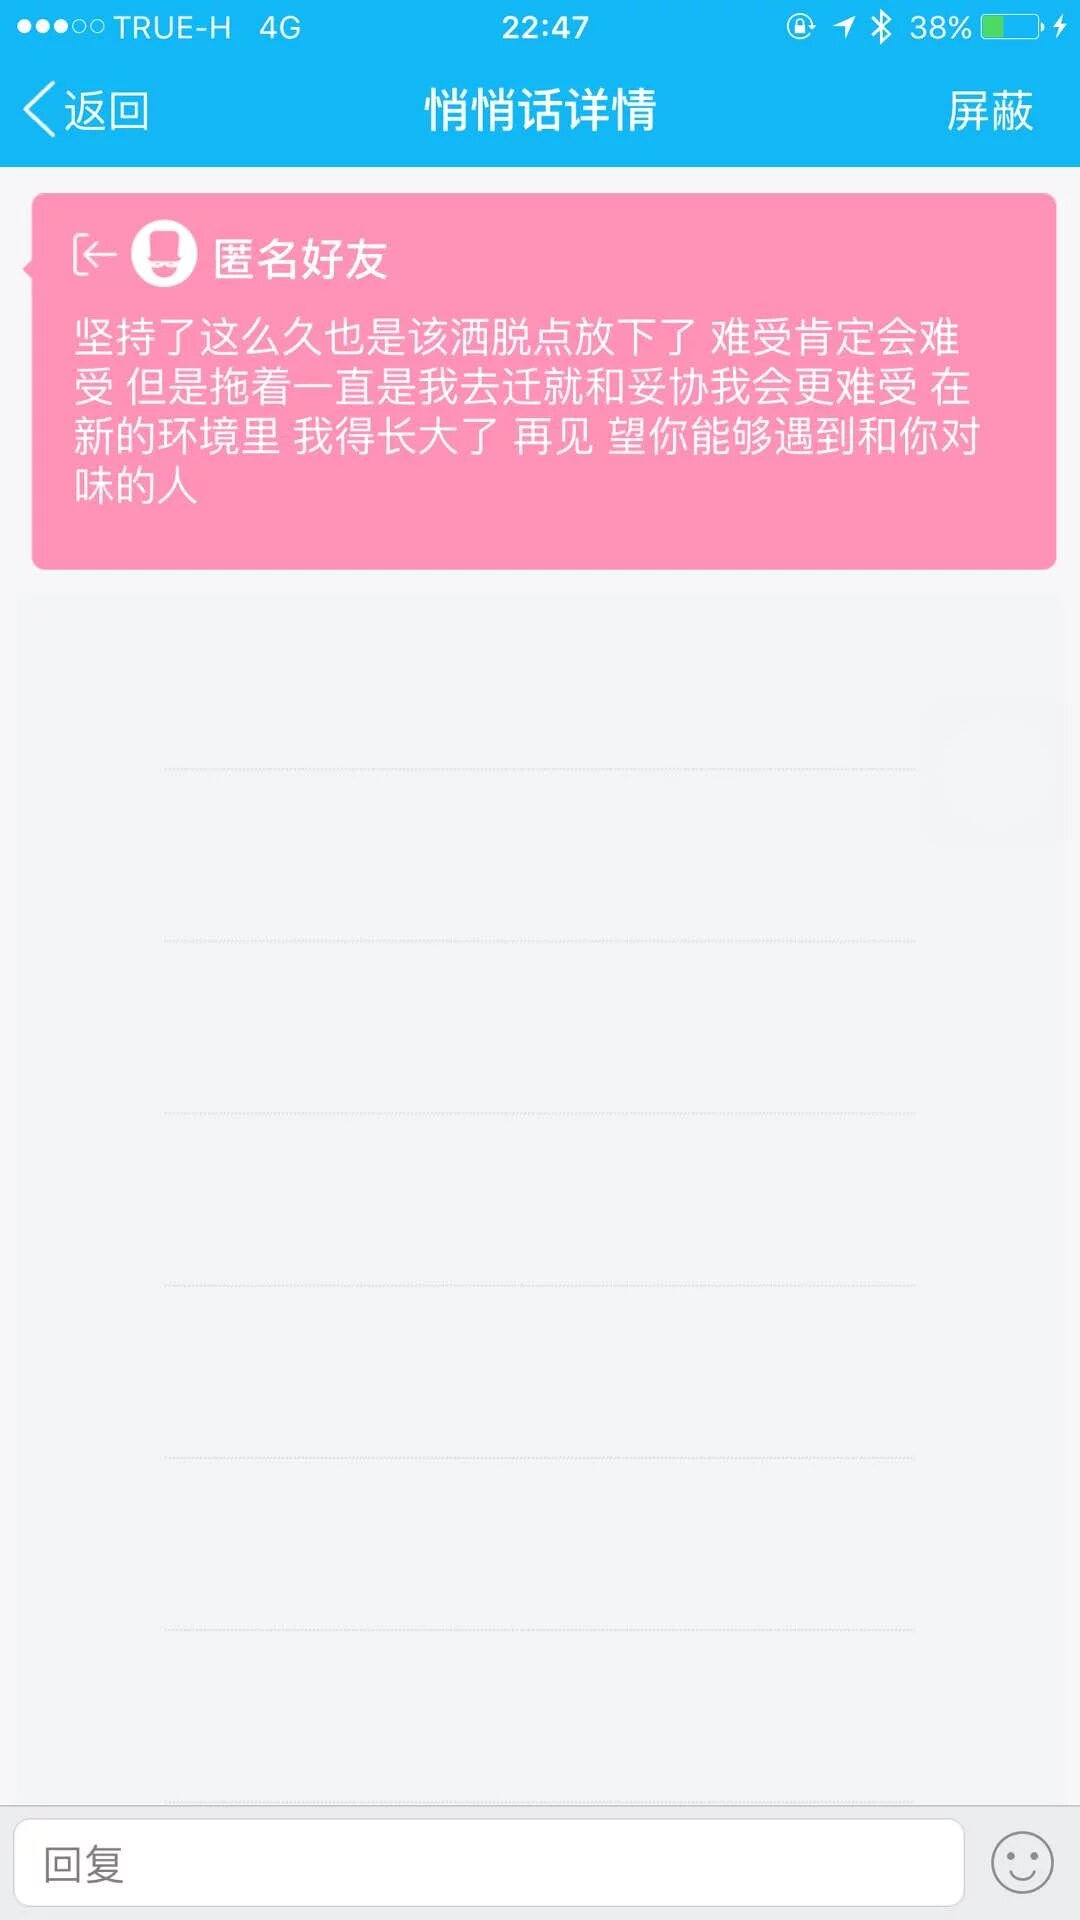 TRUE-H 4G 22:47 38%
返回 悄悄话详情 屏蔽
匿名好友
坚持了这么久也是该洒脱点放下了 难受肯定会难
受 但是拖着一直是我去迁就和妥协我会更难受 在
新的环境里 我得长大了 再见 望你能够遇到和你对
味的人
回复